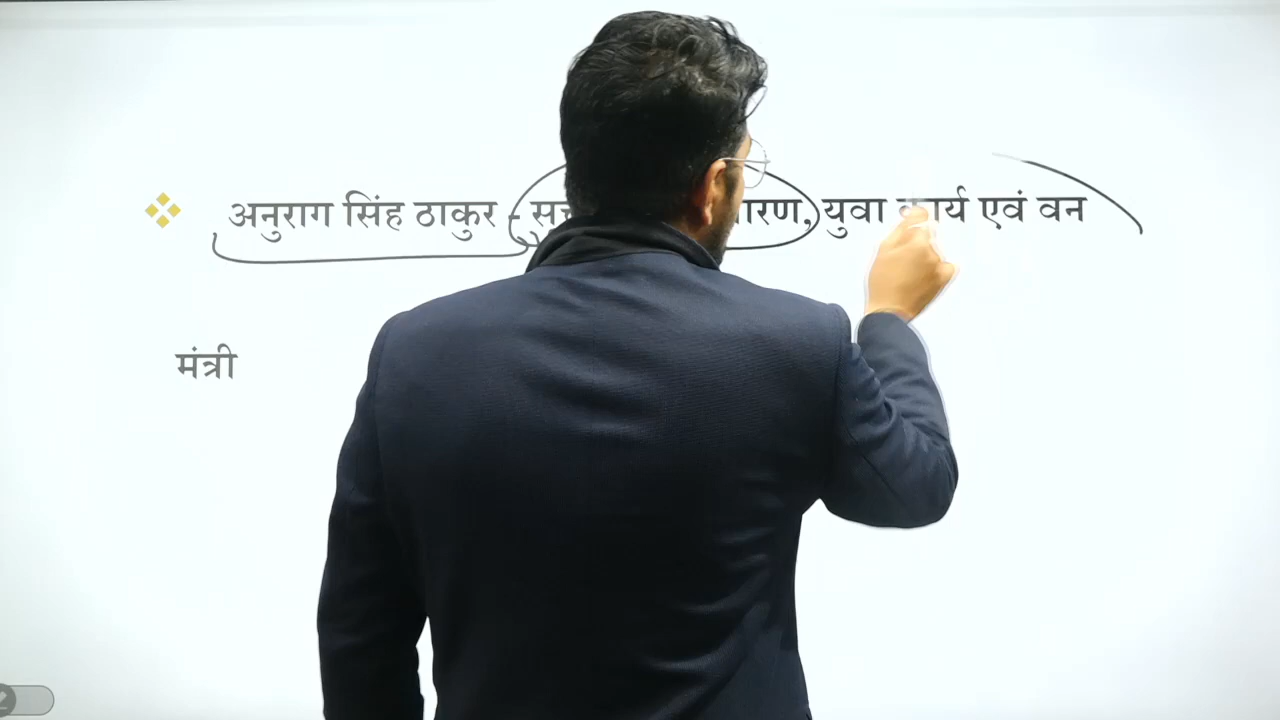 अनुराग सिंह ठाकुर - युवा कार्य एवं वन
मंत्री